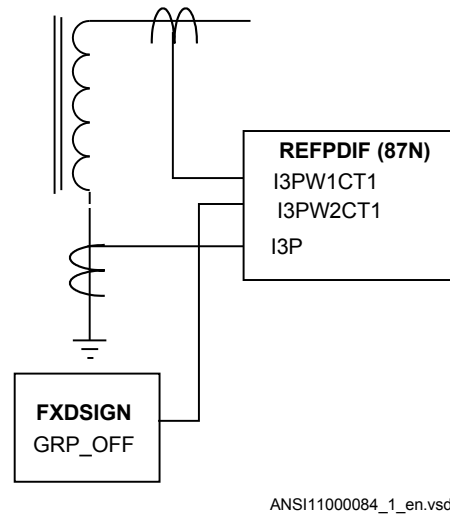 REFPDIF (87N)
I3PW1CT1
I3PW2CT1
I3P
FXDSIGN
GRP_OFF
ANSI11000084_1_en.vsd